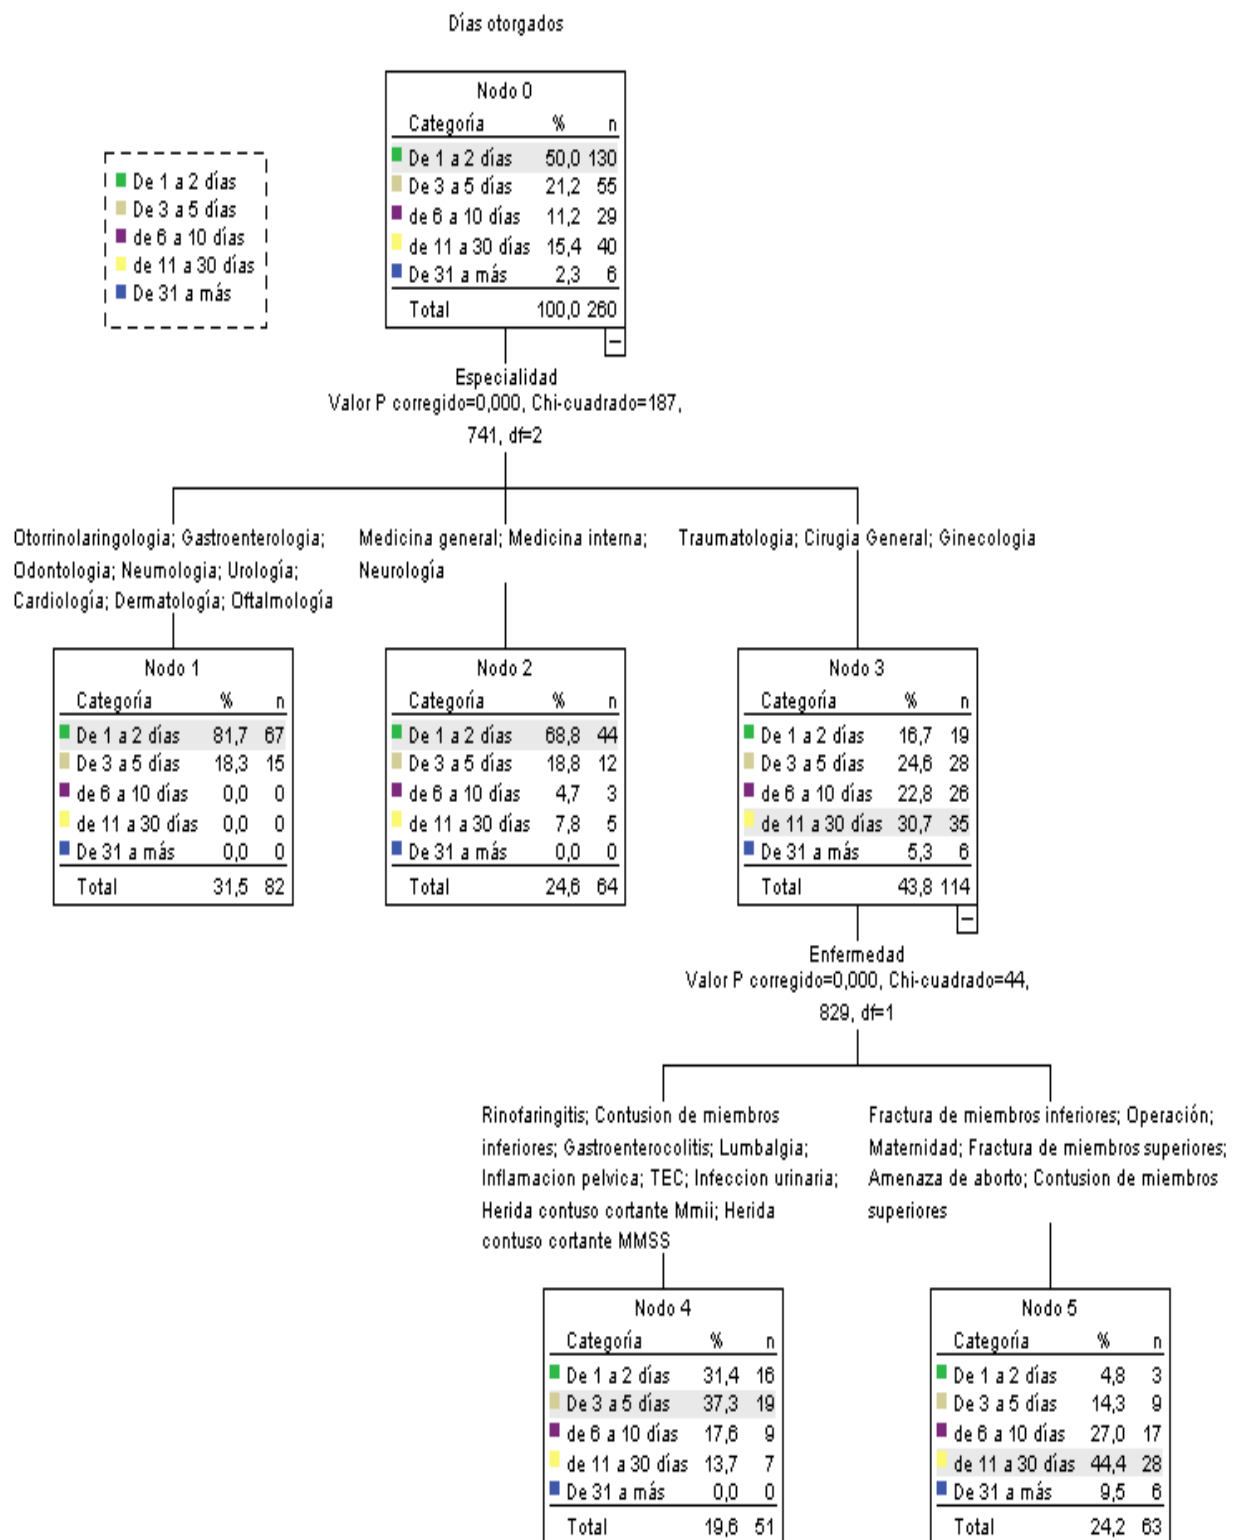 Días otorgados
Nodo 0
Categoría % n
De 1 a 2 días 50,0 130
De 3 a 5 días 21,2 55
de 6 a 10 días 11,2 29
de 11 a 30 días 15,4 40
De 31 a más 2,3 6
Total 100,0 260
De 1 a 2 días
De 3 a 5 días
de 6 a 10 días
de 11 a 30 días
De 31 a más
Especialidad
Valor P corregido=0,000, Chi-cuadrado=187,
741, df=2
Otorrinolaringologia; Gastroenterologia;
Odontologia; Neumologia; Urología;
Cardiología; Dermatología; Oftalmología
Medicina general; Medicina interna;
Neurología
Traumatologia; Cirugia General; Ginecologia
Nodo 1
Categoría % n
De 1 a 2 días 81,7 67
De 3 a 5 días 18,3 15
de 6 a 10 días 0,0 0
de 11 a 30 días 0,0 0
De 31 a más 0,0 0
Total 31,5 82
Nodo 2
Categoría % n
De 1 a 2 días 68,8 44
De 3 a 5 días 18,8 12
de 6 a 10 días 4,7 3
de 11 a 30 días 7,8 5
De 31 a más 0,0 0
Total 24,6 64
Nodo 3
Categoría % n
De 1 a 2 días 16,7 19
De 3 a 5 días 24,6 28
de 6 a 10 días 22,8 26
de 11 a 30 días 30,7 35
De 31 a más 5,3 6
Total 43,8 114
Enfermedad
Valor P corregido=0,000, Chi-cuadrado=44,
829, df=1
Rinofaringitis; Contusion de miembros
inferiores; Gastroenterocolitis; Lumbalgia;
Inflamacion pelvica; TEC; Infeccion urinaria;
Herida contuso cortante Mmii; Herida
contuso cortante MMSS
Fractura de miembros inferiores; Operación;
Maternidad; Fractura de miembros superiores;
Amenaza de aborto; Contusion de miembros
superiores
Nodo 4
Categoría % n
De 1 a 2 días 31,4 16
De 3 a 5 días 37,3 19
de 6 a 10 días 17,6 9
de 11 a 30 días 13,7 7
De 31 a más 0,0 0
Total 19,6 51
Nodo 5
Categoría % n
De 1 a 2 días 4,8 3
De 3 a 5 días 14,3 9
de 6 a 10 días 27,0 17
de 11 a 30 días 44,4 28
De 31 a más 9,5 6
Total 24,2 63